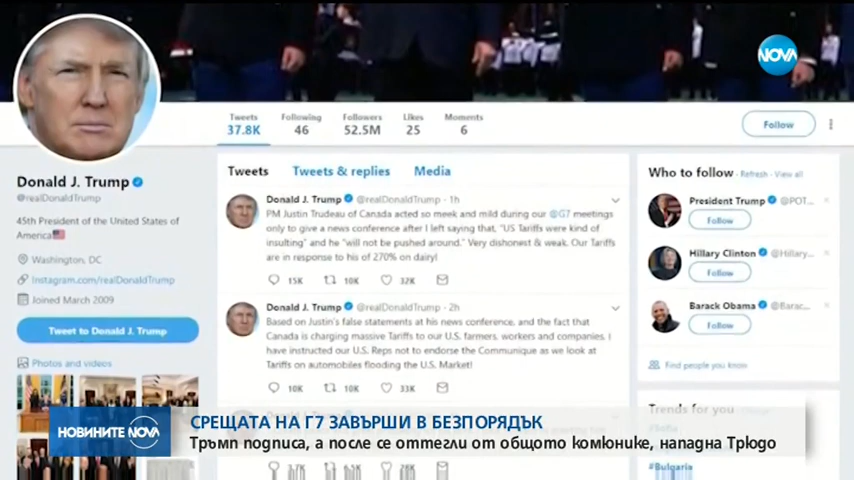 NOVA
Tweets Following Followers Likes Moments
37.8K 46 52.5M 25 6
Follow
Donald J. Trump
@realDonaldTrump
45th President of the United States of
America
Washington, DC
Instagram.com/realDonaldTrump
Joined March 2009
Tweet to Donald J. Trump
Photos and videos
Tweets Tweets & replies Media
Donald J. Trump @realDonaldTrump · 1h
PM Justin Trudeau of Canada acted so meek and mild during our @G7 meetings
only to give a news conference after I left saying that, "US Tariffs were kind of
insulting" and he "will not be pushed around." Very dishonest & weak. Our Tariffs
are in response to his of 270% on dairy!
15K 10K 32K
Donald J. Trump @realDonaldTrump · 2h
Based on Justin's false statements at his news conference, and the fact that
Canada is charging massive Tariffs to our U.S. farmers, workers and companies, I
have instructed our U.S. Reps not to endorse the Communique as we look at
Tariffs on automobiles flooding the U.S. Market!
10K 10K 33K
Who to follow · Refresh · View all
President Trump @POT...
Follow
Hillary Clinton @Hillary...
Follow
Barack Obama @Barac...
Follow
Find people you know
Trends for you
#Sofia
#Bulgaria
НОВИНИТЕ NOVA
СРЕЩАТА НА Г7 ЗАВЪРШИ В БЕЗПОРЯДЪК
Тръмп подписа, а после се оттегли от общото комюнике, нападна Трюдо